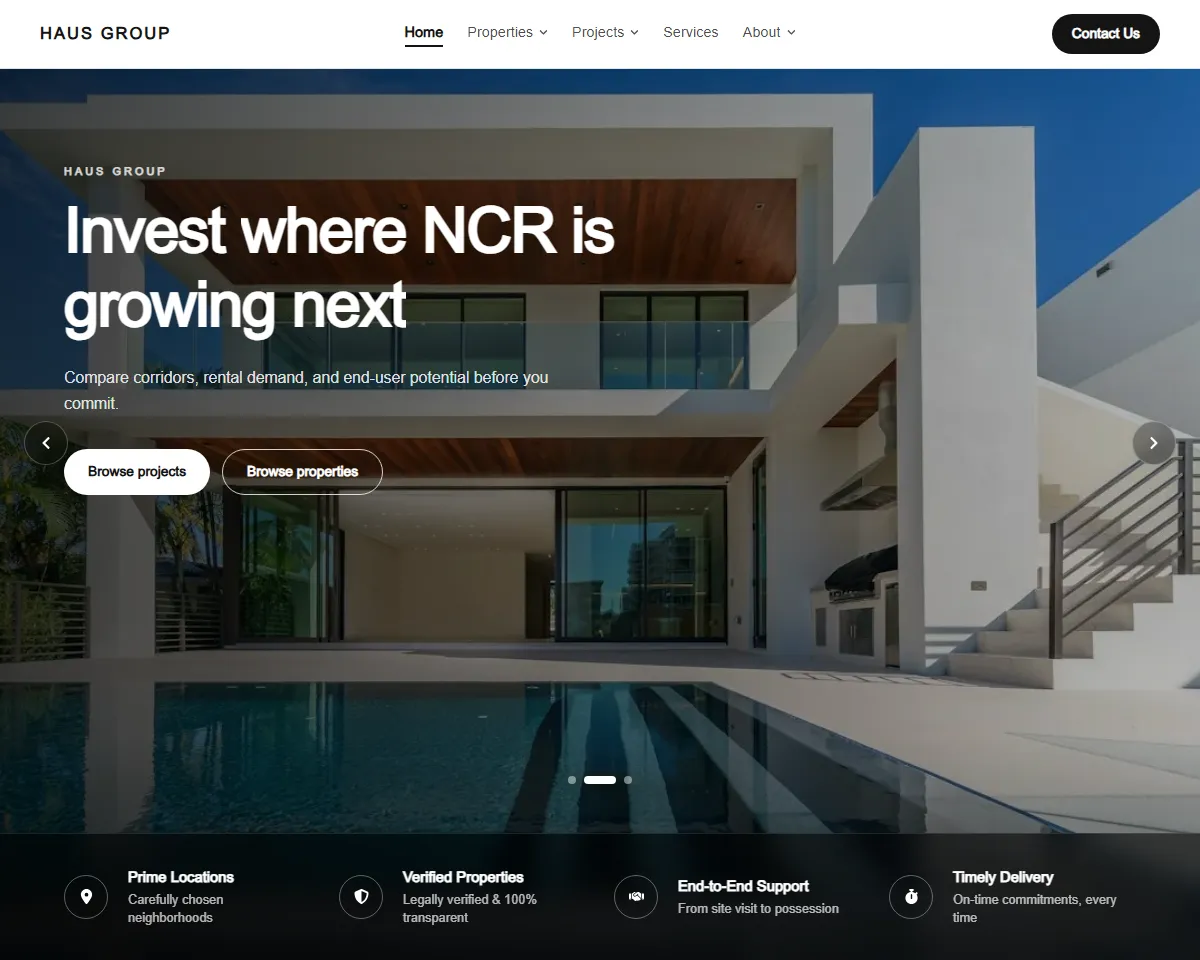 HAUS GROUP
Home
Properties
Projects
Services
About
Contact Us
HAUS GROUP
Invest where NCR is
growing next
Compare corridors, rental demand, and end-user potential before you
commit.
Browse projects
Browse properties
Prime Locations
Carefully chosen
neighborhoods
Verified Properties
Legally verified & 100%
transparent
End-to-End Support
From site visit to possession
Timely Delivery
On-time commitments, every
time